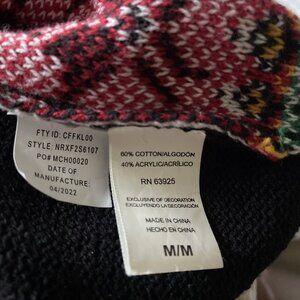 FTY ID: CFFKL00
STYLE: NRXF2S6107
PO# MCH00020
DATE OF
MANUFACTURE:
04/2022
60% COTTON/ALGODÓN
40% ACRYLIC/ACRÍLICO
RN 63925
EXCLUSIVE OF DECORATION
EXCLUYENDO LA DECORACIÓN
MADE IN CHINA
HECHO EN CHINA
M/M